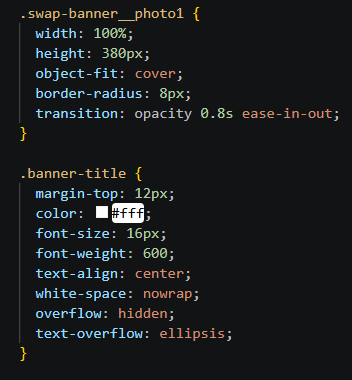 .swap-banner__photo1 {
  width: 100%;
  height: 380px;
  object-fit: cover;
  border-radius: 8px;
  transition: opacity 0.8s ease-in-out;
}

.banner-title {
  margin-top: 12px;
  color: #fff;
  font-size: 16px;
  font-weight: 600;
  text-align: center;
  white-space: nowrap;
  overflow: hidden;
  text-overflow: ellipsis;
}